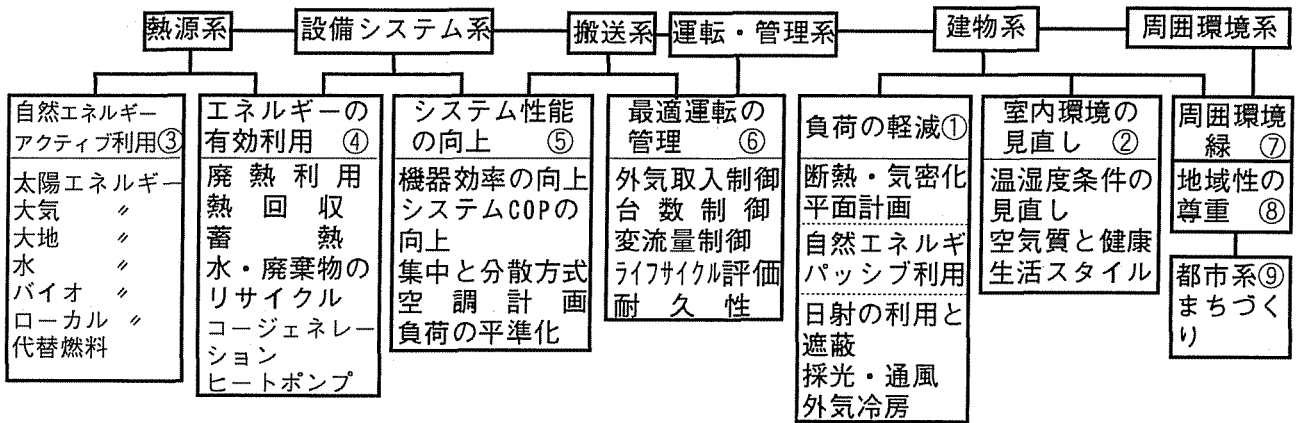 熱源系
設備システム系
搬送系
運転・管理系
建物系
周囲環境系
自然エネルギー
アクティブ利用③
太陽エネルギー
大気 〃
大地 〃
水 〃
バイオ 〃
ローカル 〃
代替燃料
エネルギーの
有効利用 ④
廃熱利用
熱回収
蓄熱
水・廃棄物の
リサイクル
コージェネレー
ション
ヒートポンプ
システム性能
の向上 ⑤
機器効率の向上
システムCOPの
向上
集中と分散方式
空調計画
負荷の平準化
最適運転の
管理 ⑥
外気取入制御
台数制御
変流量制御
ライフサイクル評価
耐久性
負荷の軽減①
断熱・気密化
平面計画
自然エネルギ
パッシブ利用
日射の利用と
遮蔽
採光・通風
外気冷房
室内環境の
見直し ②
温湿度条件の
見直し
空気質と健康
生活スタイル
周囲環境
緑 ⑦
地域性の
尊重 ⑧
都市系⑨
まちづく
り